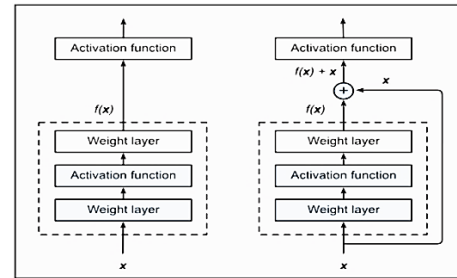 Activation function
f(x)
Weight layer
Activation function
Weight layer
x
Activation function
f(x) + x
x
+
f(x)
Weight layer
Activation function
Weight layer
x